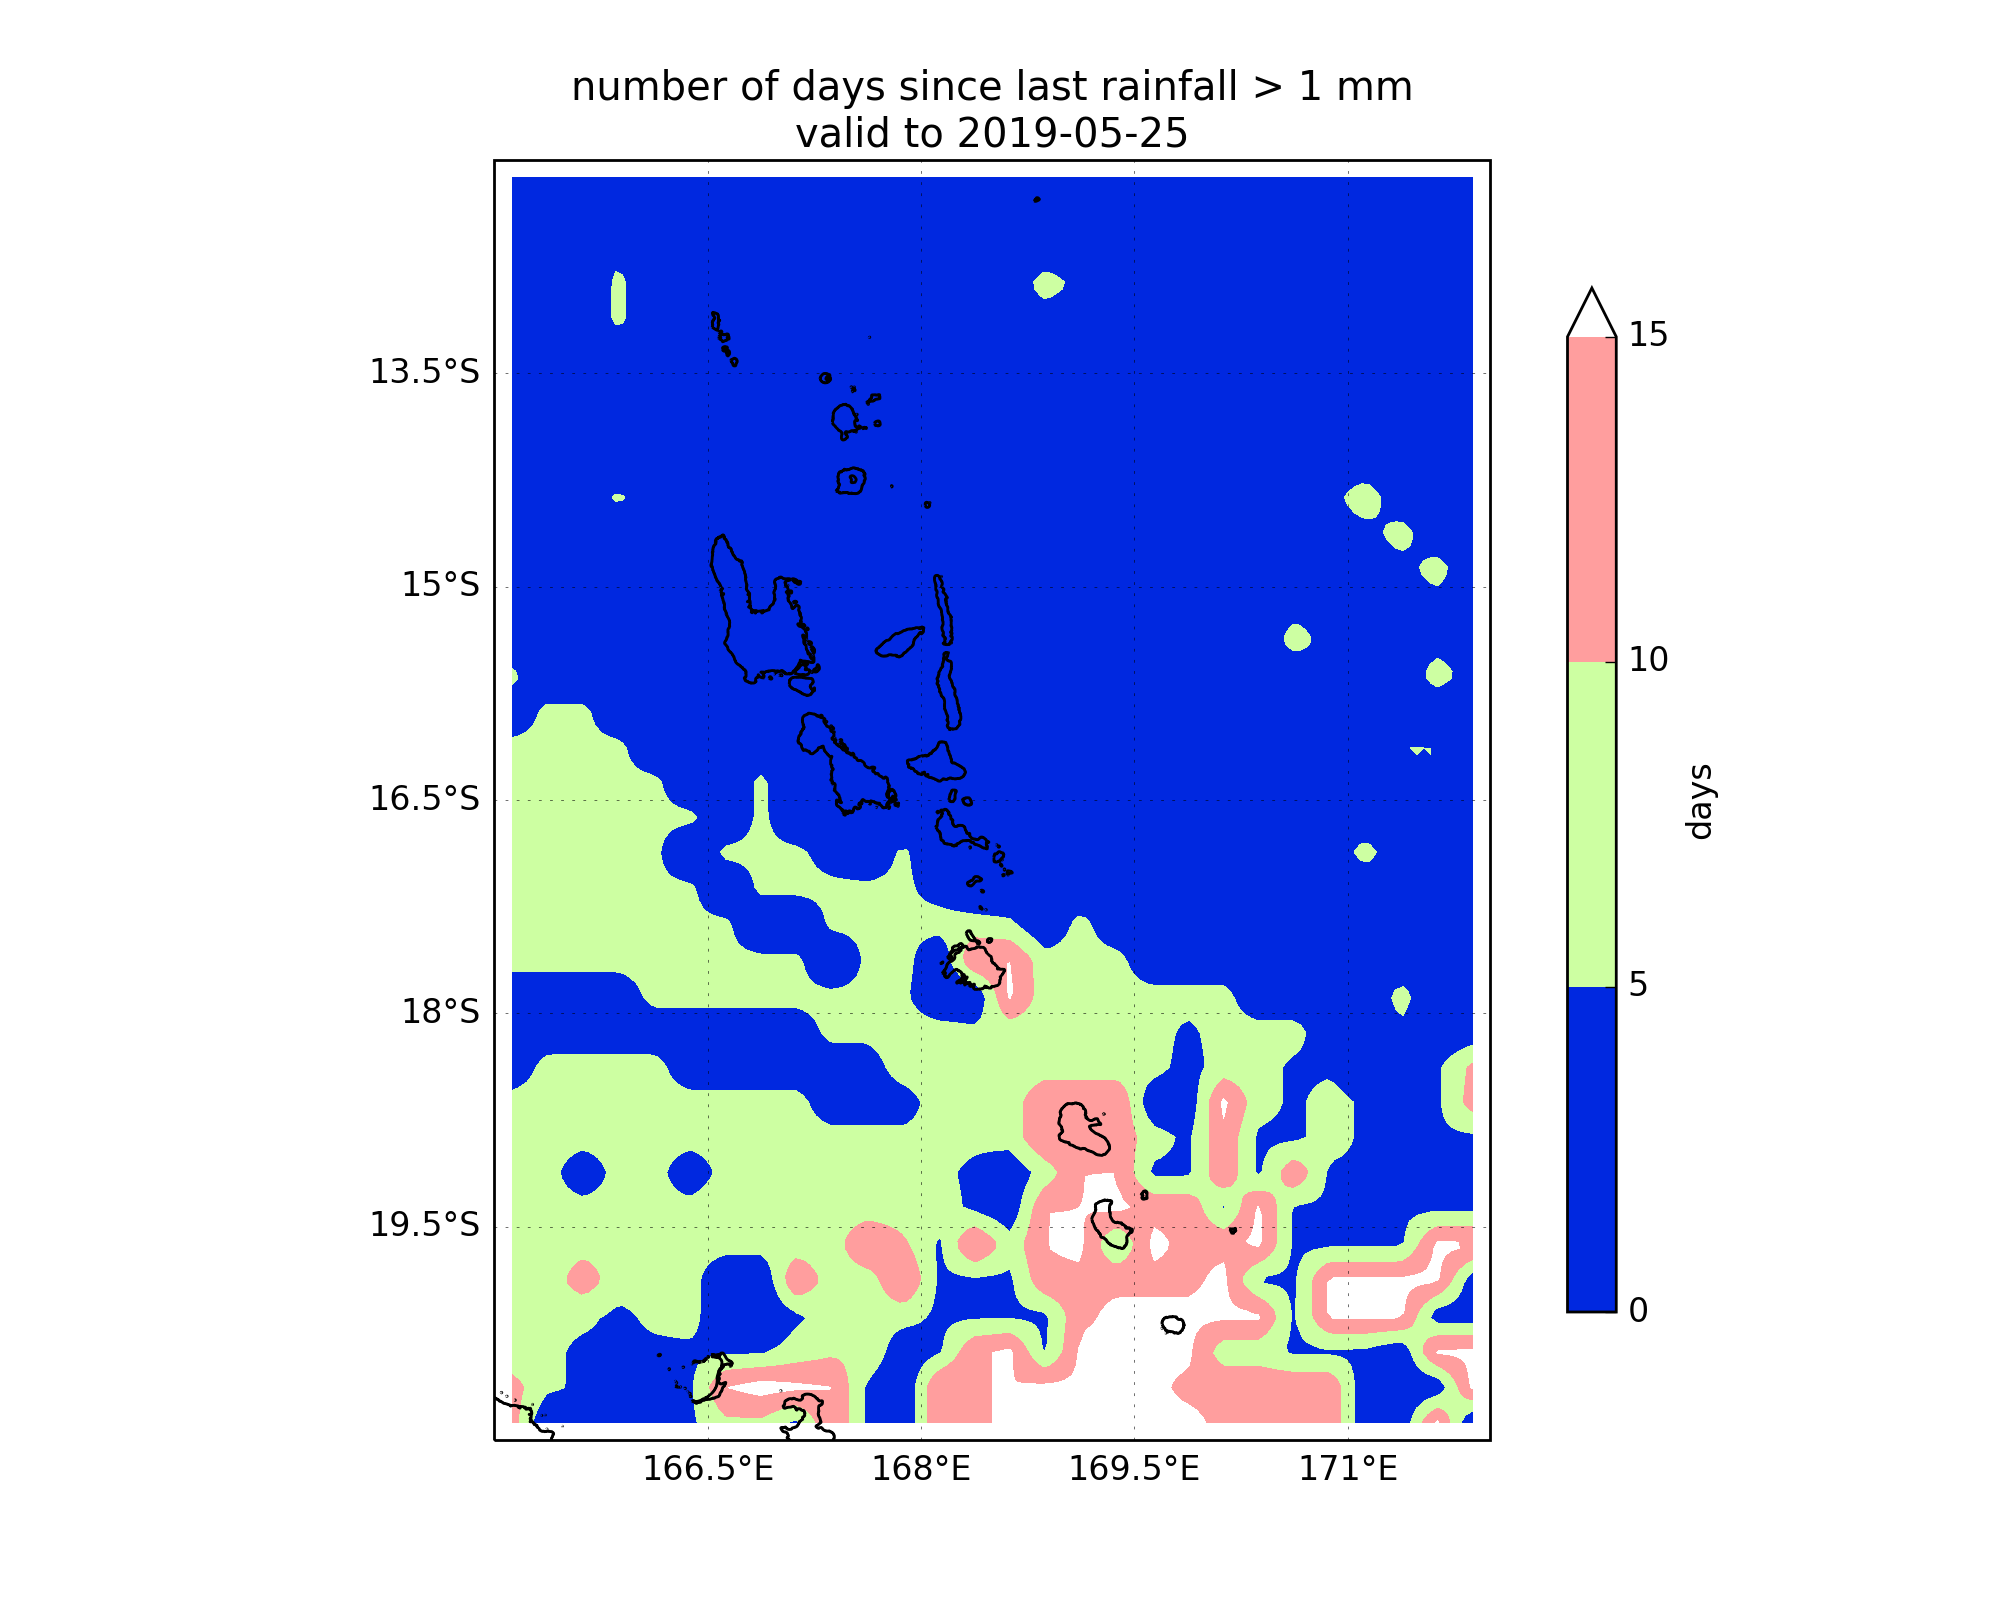 number of days since last rainfall > 1 mm
valid to 2019-05-25
13.5°S
15°S
16.5°S
18°S
19.5°S
166.5°E
168°E
169.5°E
171°E
15
10
5
0
days